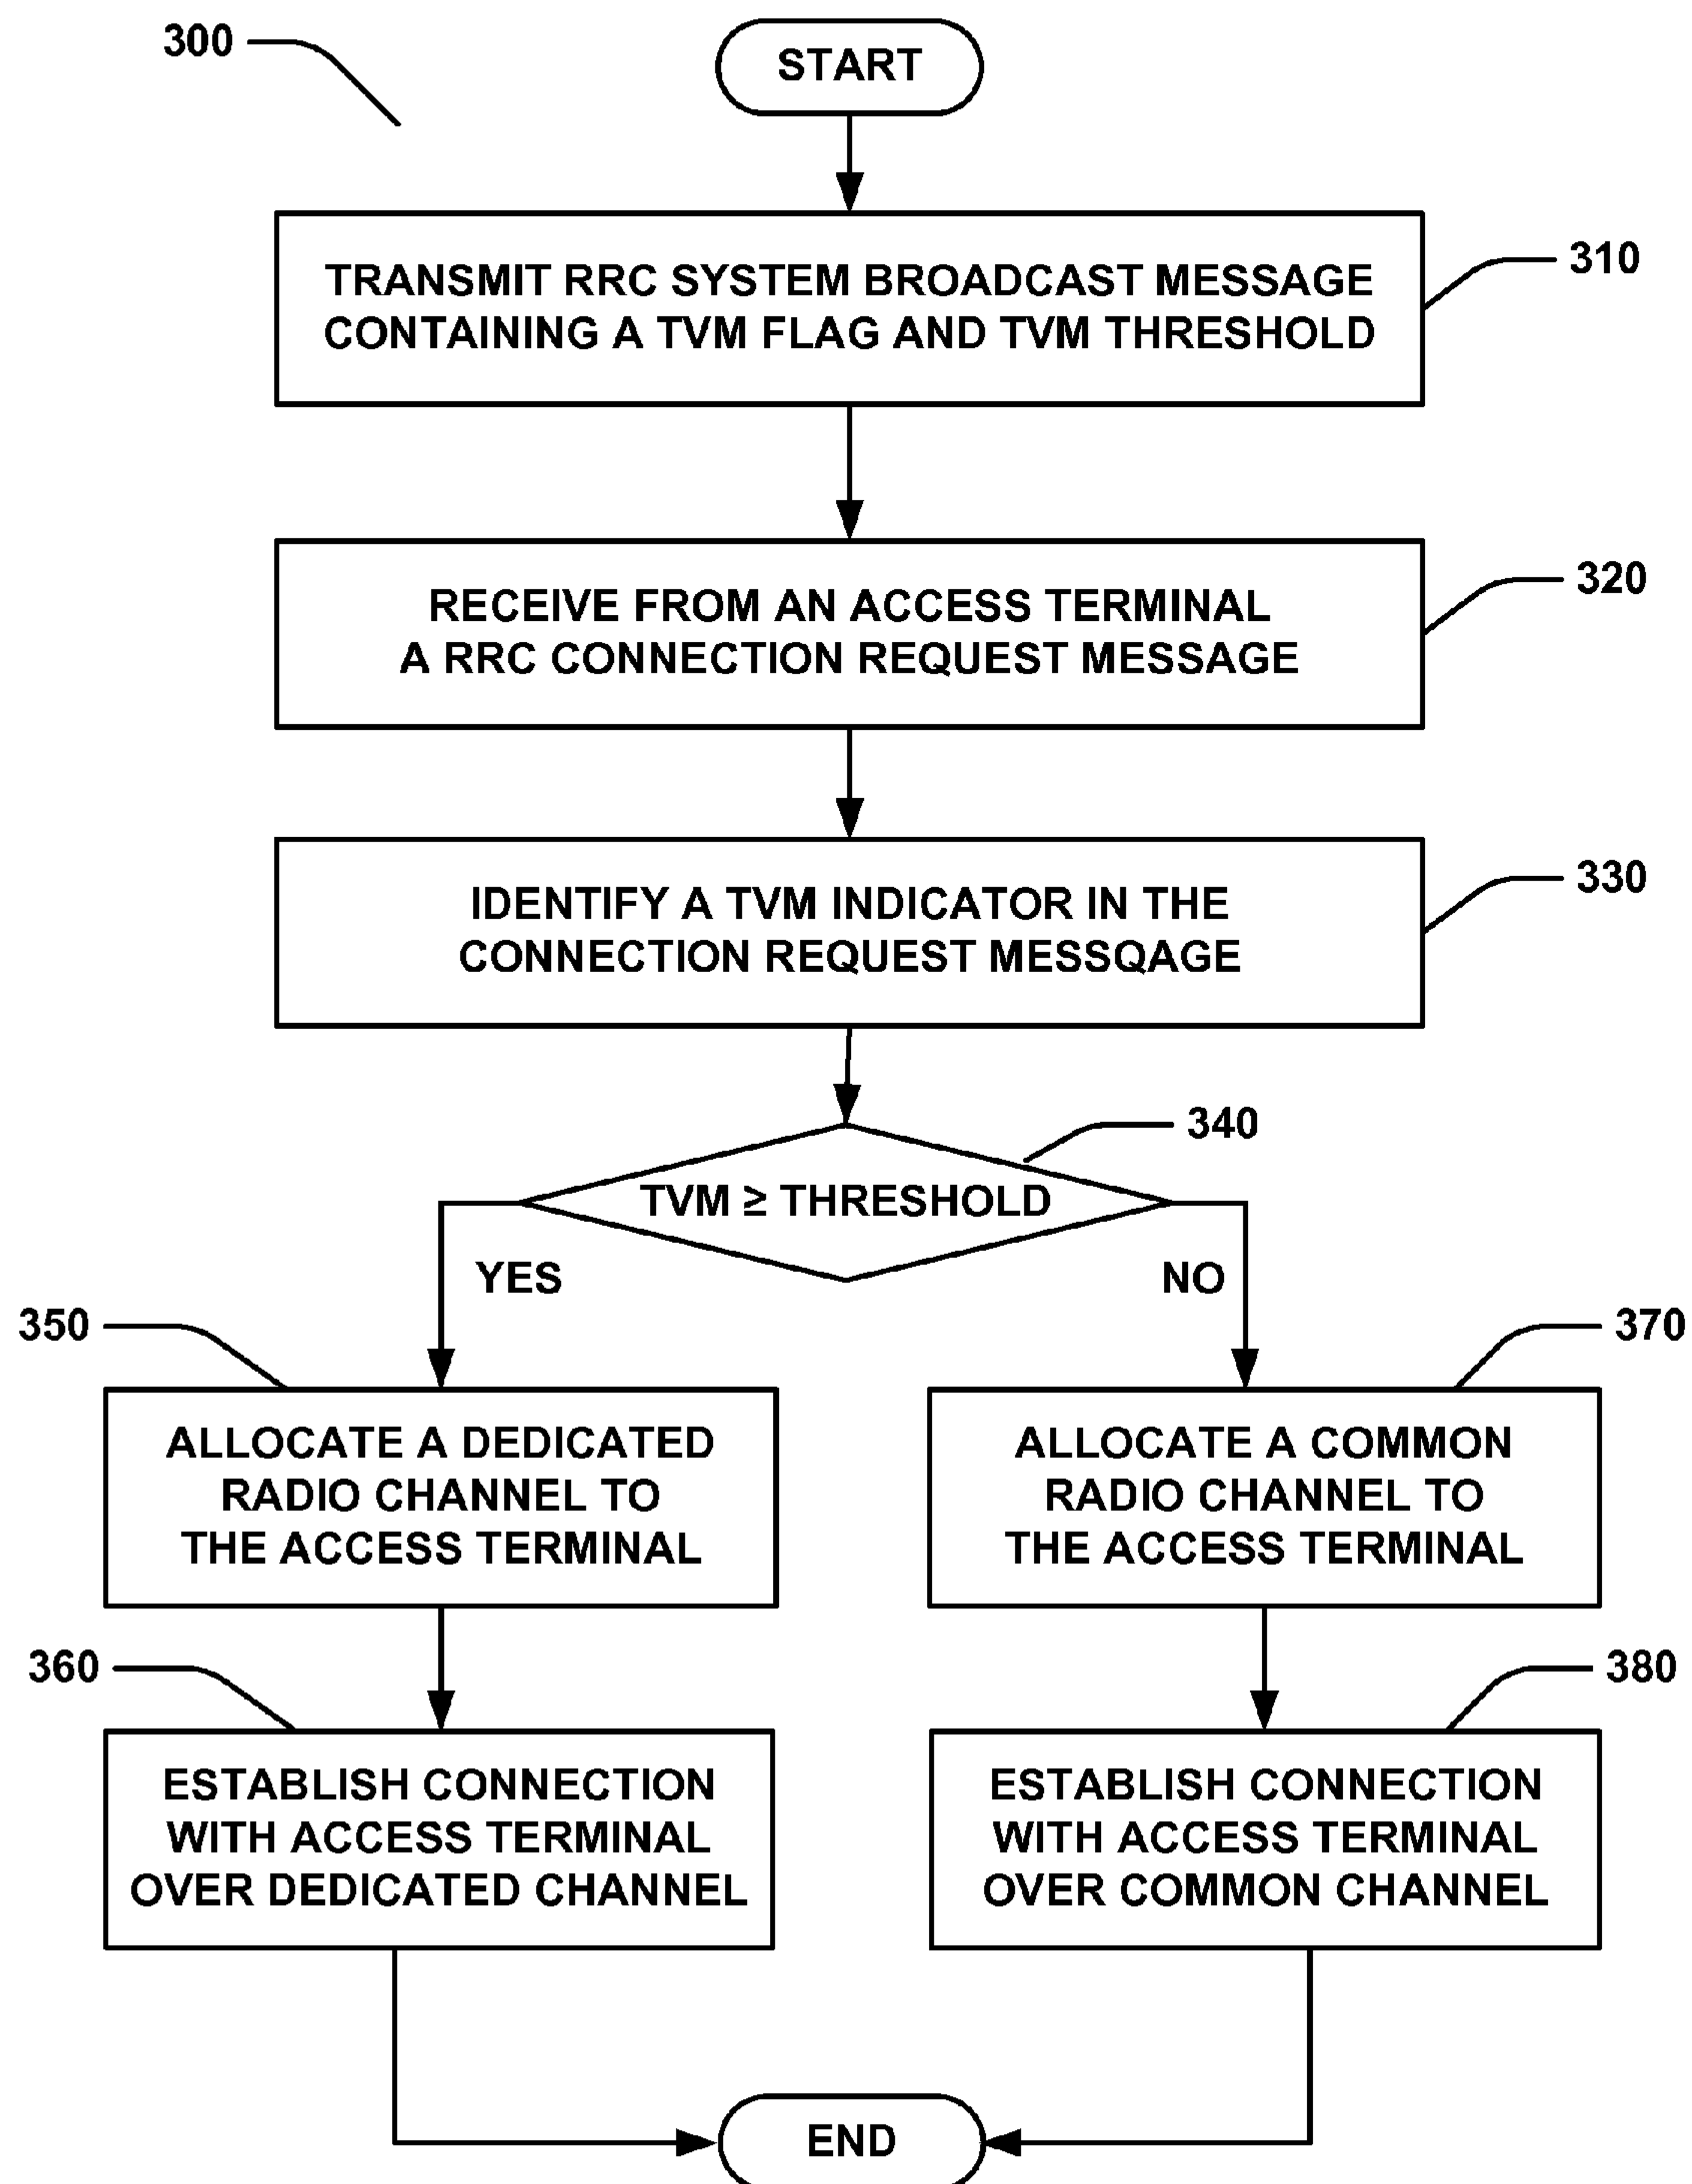 300
START
310
TRANSMIT RRC SYSTEM BROADCAST MESSAGE
CONTAINING A TVM FLAG AND TVM THRESHOLD
320
RECEIVE FROM AN ACCESS TERMINAL
A RRC CONNECTION REQUEST MESSAGE
330
IDENTIFY A TVM INDICATOR IN THE
CONNECTION REQUEST MESSQAGE
340
TVM ≥ THRESHOLD
YES
NO
350
ALLOCATE A DEDICATED
RADIO CHANNEL TO
THE ACCESS TERMINAL
370
ALLOCATE A COMMON
RADIO CHANNEL TO
THE ACCESS TERMINAL
360
ESTABLISH CONNECTION
WITH ACCESS TERMINAL
OVER DEDICATED CHANNEL
380
ESTABLISH CONNECTION
WITH ACCESS TERMINAL
OVER COMMON CHANNEL
END